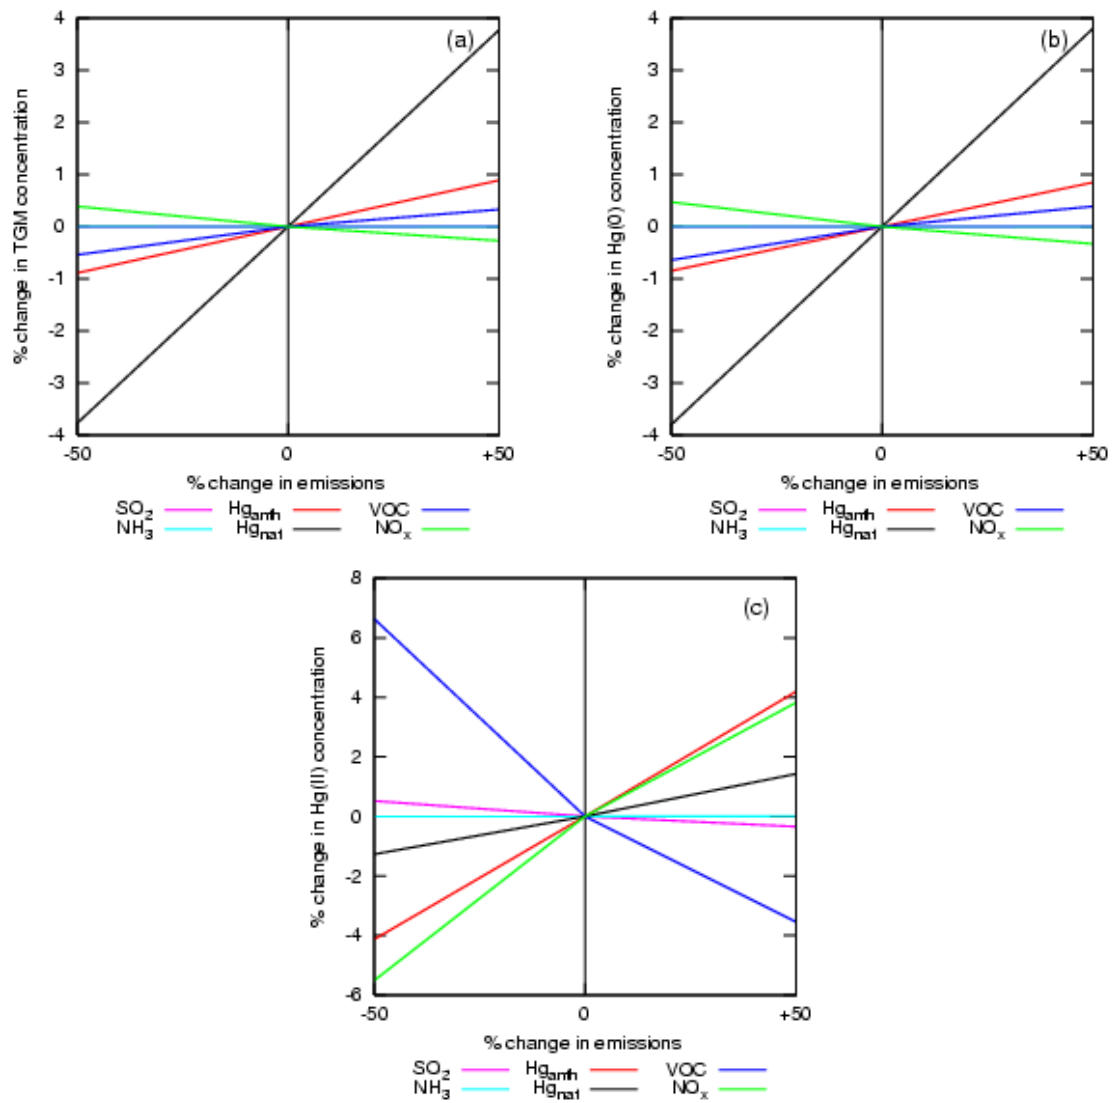 (a)
% change in TGM concentration
4
3
2
1
0
-1
-2
-3
-4
-50 0 +50
% change in emissions
SO2 Hganth VOC
NH3 Hgnat NOx
(b)
% change in Hg(0) concentration
4
3
2
1
0
-1
-2
-3
-4
-50 0 +50
% change in emissions
SO2 Hganth VOC
NH3 Hgnat NOx
(c)
% change in Hg(II) concentration
8
6
4
2
0
-2
-4
-6
-50 0 +50
% change in emissions
SO2 Hganth VOC
NH3 Hgnat NOx